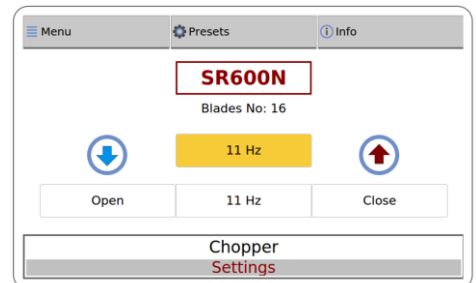 Menu
Presets
Info
SR600N
Blades No: 16
11 Hz
Open
11 Hz
Close
Chopper
Settings